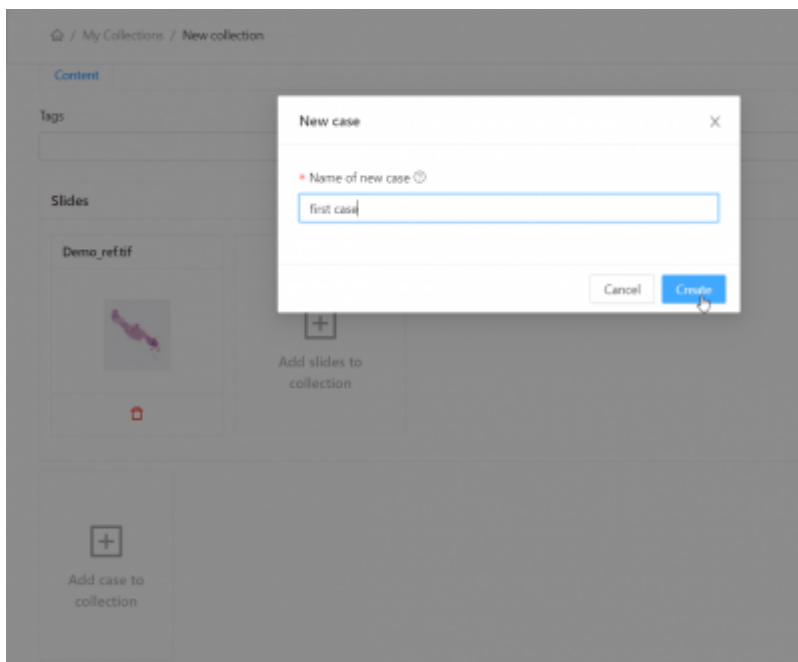 / My Collections / New collection
Content
Tags
New case
* Name of new case
first case
Cancel
Create
Slides
Demo_ref.tif
Add slides to
collection
Add case to
collection